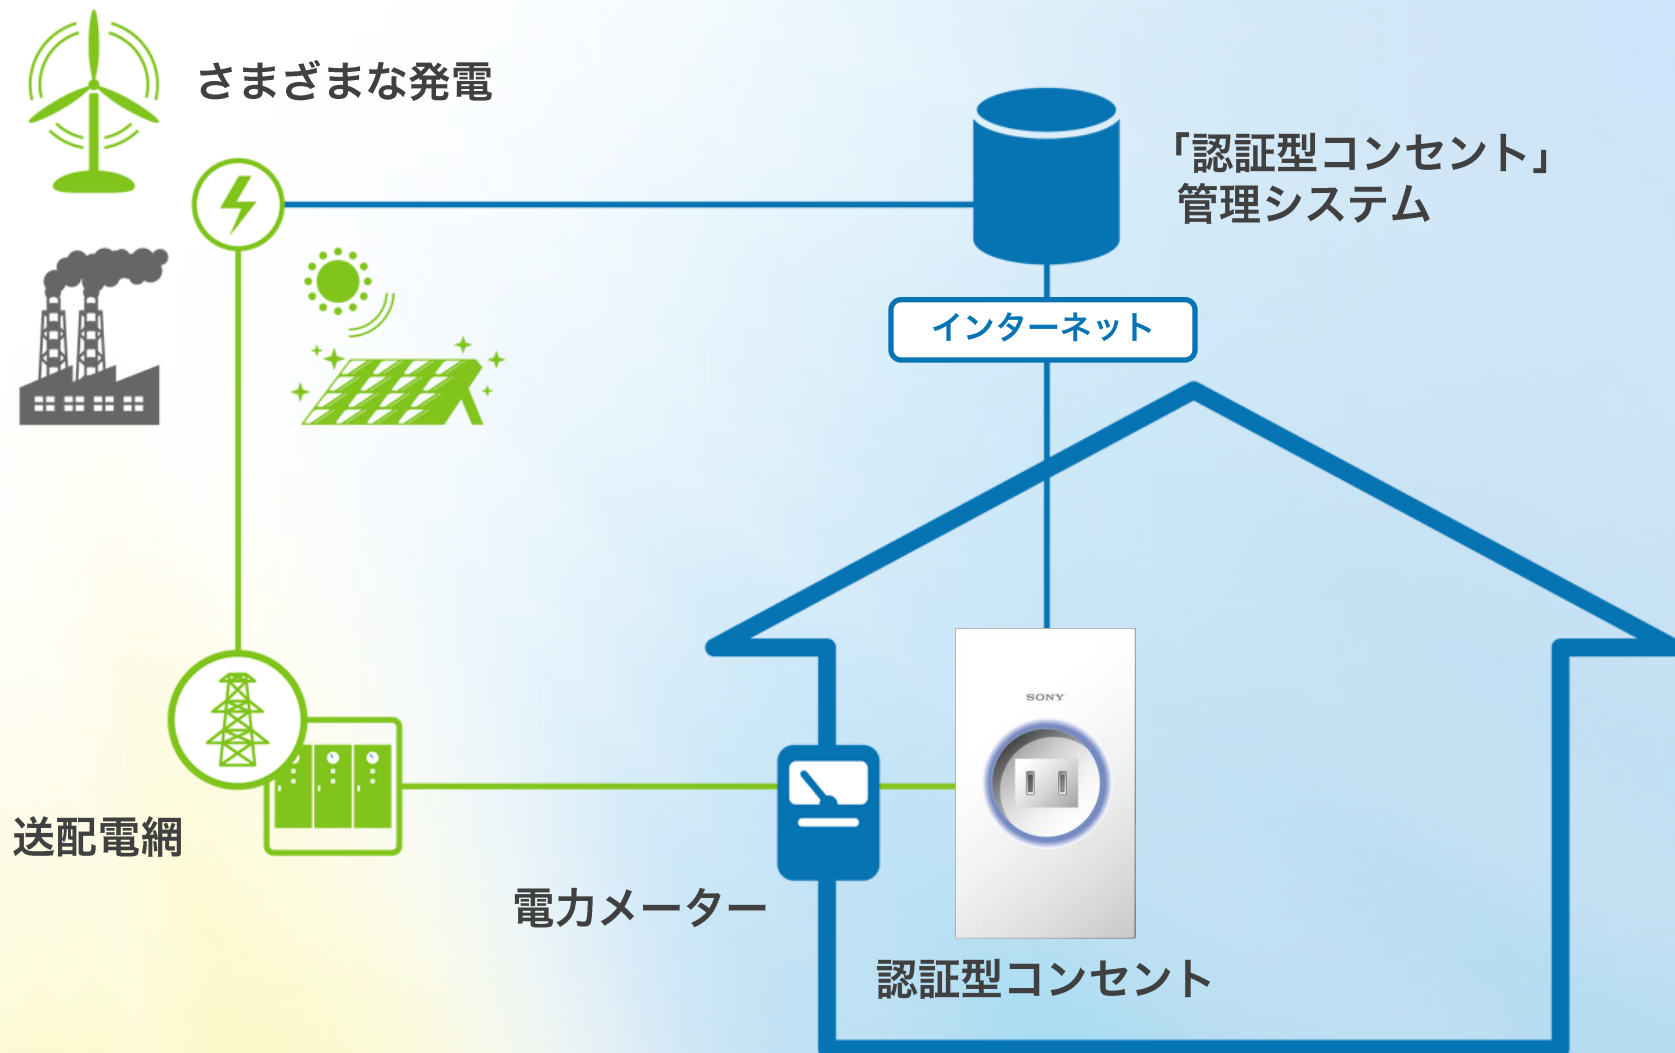 さまざまな発電
「認証型コンセント」
管理システム
インターネット
SONY
送配電網
電力メーター
認証型コンセント